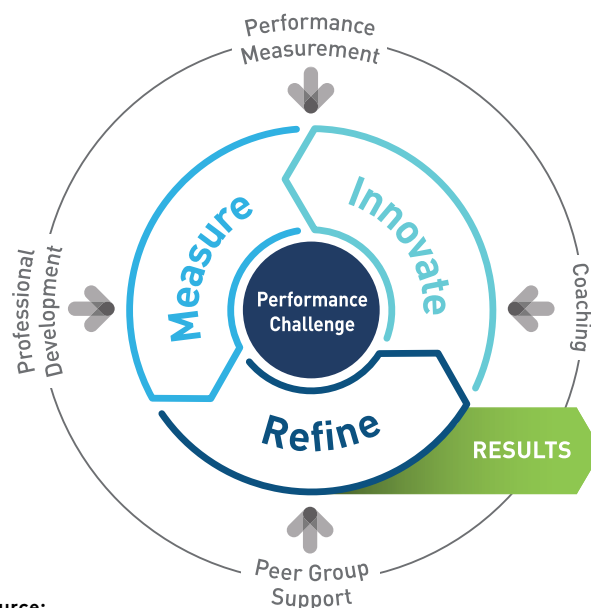 Performance
Measurement
Innovate
Measure
Performance
Challenge
Professional
Development
Coaching
Refine
RESULTS
Peer Group
Support